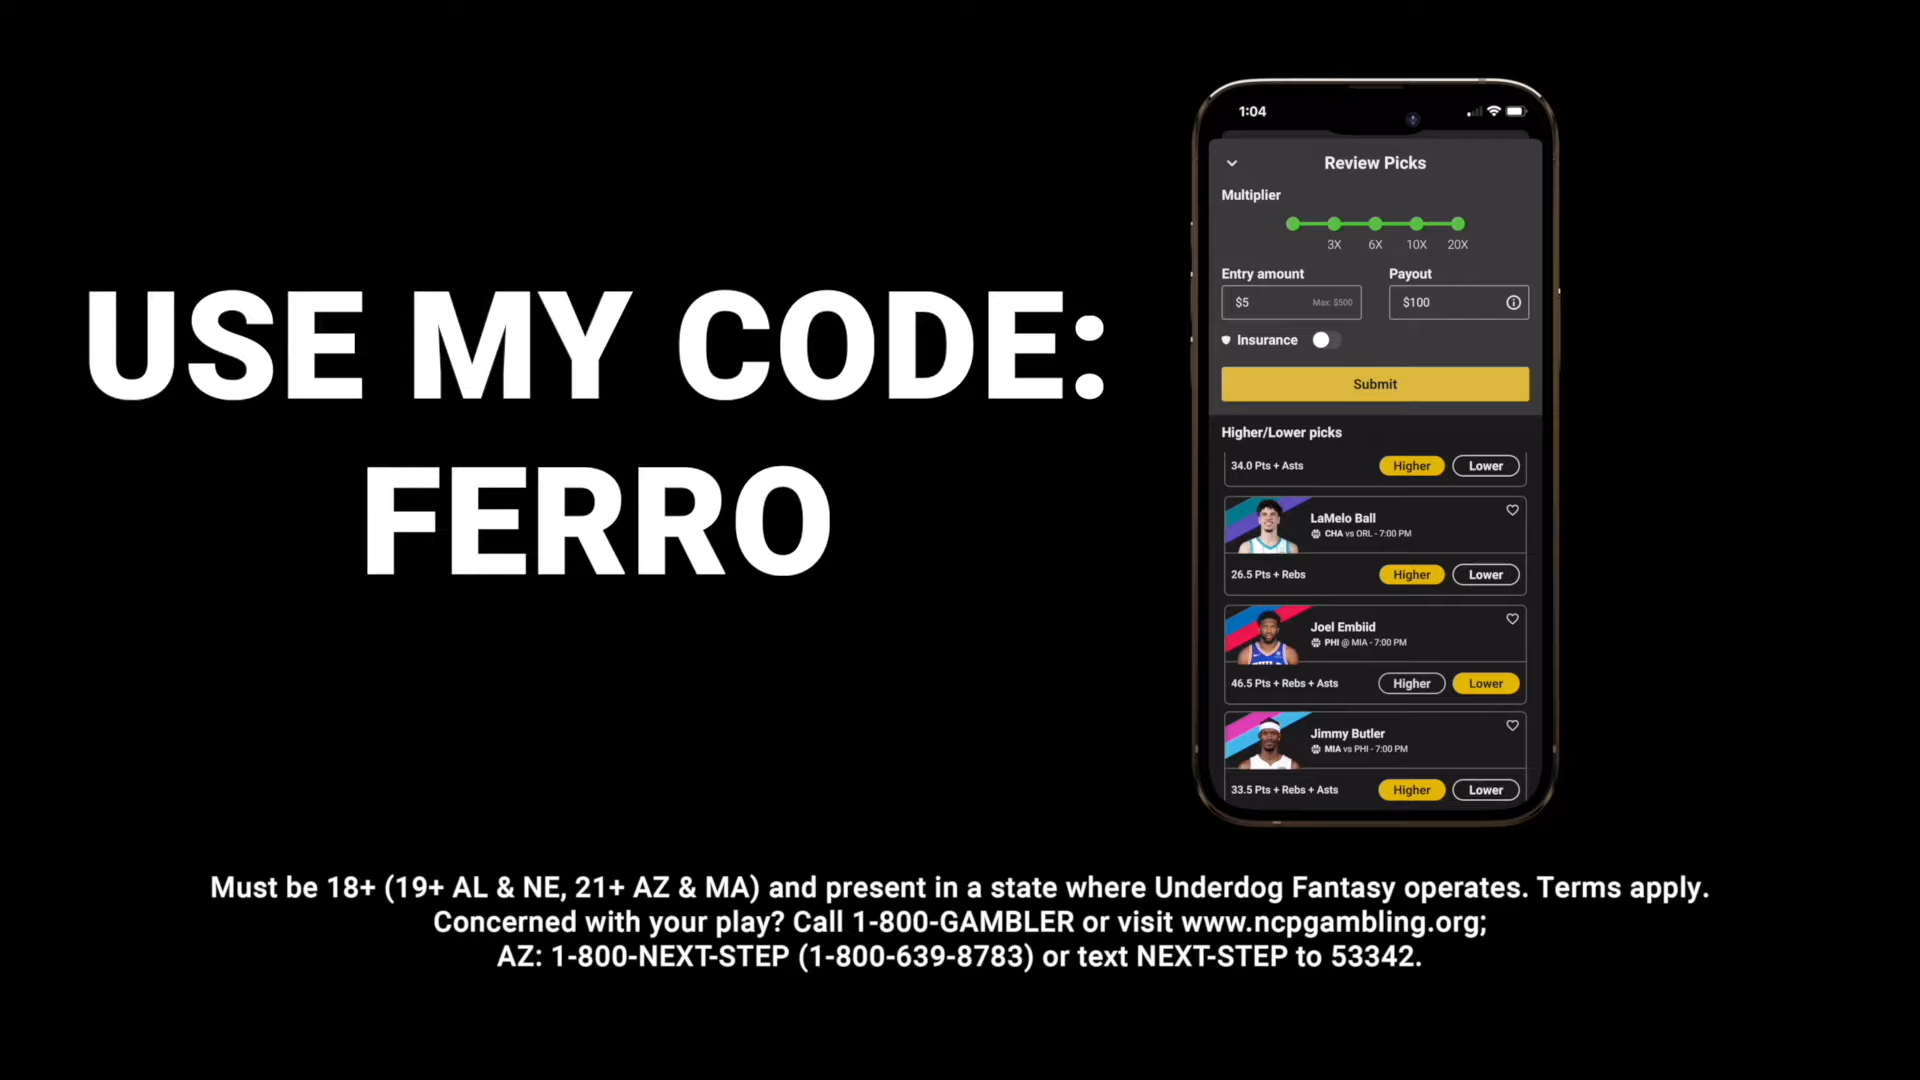 USE MY CODE:
FERRO
1:04
Review Picks
Multiplier
3X 6X 10X 20X
Entry amount Payout
$5 Max: $500 $100
Insurance
Submit
Higher/Lower picks
34.0 Pts + Asts Higher Lower
LaMelo Ball
CHA vs ORL - 7:00 PM
26.5 Pts + Rebs Higher Lower
Joel Embiid
PHI @ MIA - 7:00 PM
46.5 Pts + Rebs + Asts Higher Lower
Jimmy Butler
MIA vs PHI - 7:00 PM
33.5 Pts + Rebs + Asts Higher Lower
Must be 18+ (19+ AL & NE, 21+ AZ & MA) and present in a state where Underdog Fantasy operates. Terms apply.
Concerned with your play? Call 1-800-GAMBLER or visit www.ncpgambling.org;
AZ: 1-800-NEXT-STEP (1-800-639-8783) or text NEXT-STEP to 53342.